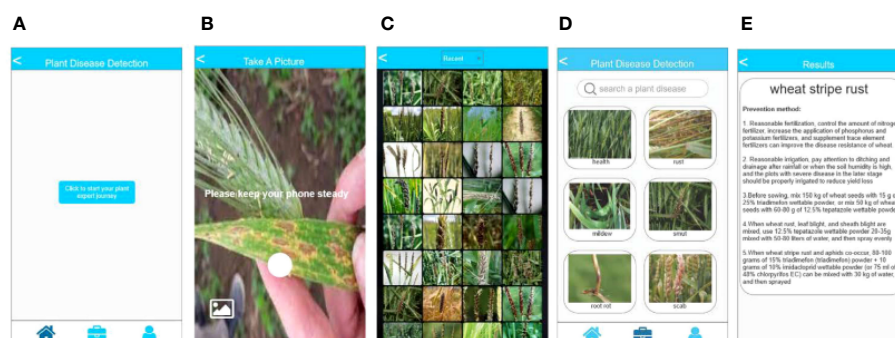 A
B
C
D
E
< Plant Disease Detection
Click to start your plant
expert journey
< Take A Picture
Please keep your phone steady
< Recent
< Plant Disease Detection
search a plant disease
health
rust
mildew
smut
root rot
scab
< Results
wheat stripe rust
Prevention method:
1. Reasonable fertilization, control the amount of nitroge
fertilizer, increase the application of phosphorus and
potassium fertilizers, and supplement trace element
fertilizers can improve the disease resistance of wheat.
2. Reasonable irrigation, pay attention to ditching and
drainage after rainfall or when the soil humidity is high,
and the plots with severe disease in the later stage
should be properly irrigated to reduce yield loss
3.Before sowing, mix 150 kg of wheat seeds with 15 g o
25% triadimefon wettable powder, or mix 50 kg of whea
seeds with 60-80 g of 12.5% tepatazole wettable powde
4.When wheat rust, leaf blight, and sheath blight are
mixed, use 12.5% tepatazole wettable powder 20-35g
mixed with 50-80 liters of water, and then spray evenly
5.When wheat stripe rust and aphids co-occur, 80-100
grams of 15% triadimefon (triadimefon) powder + 10
grams of 10% imidacloprid wettable powder (or 75 ml of
48% chlorpyrifos EC) can be mixed with 30 kg of water,
and then sprayed